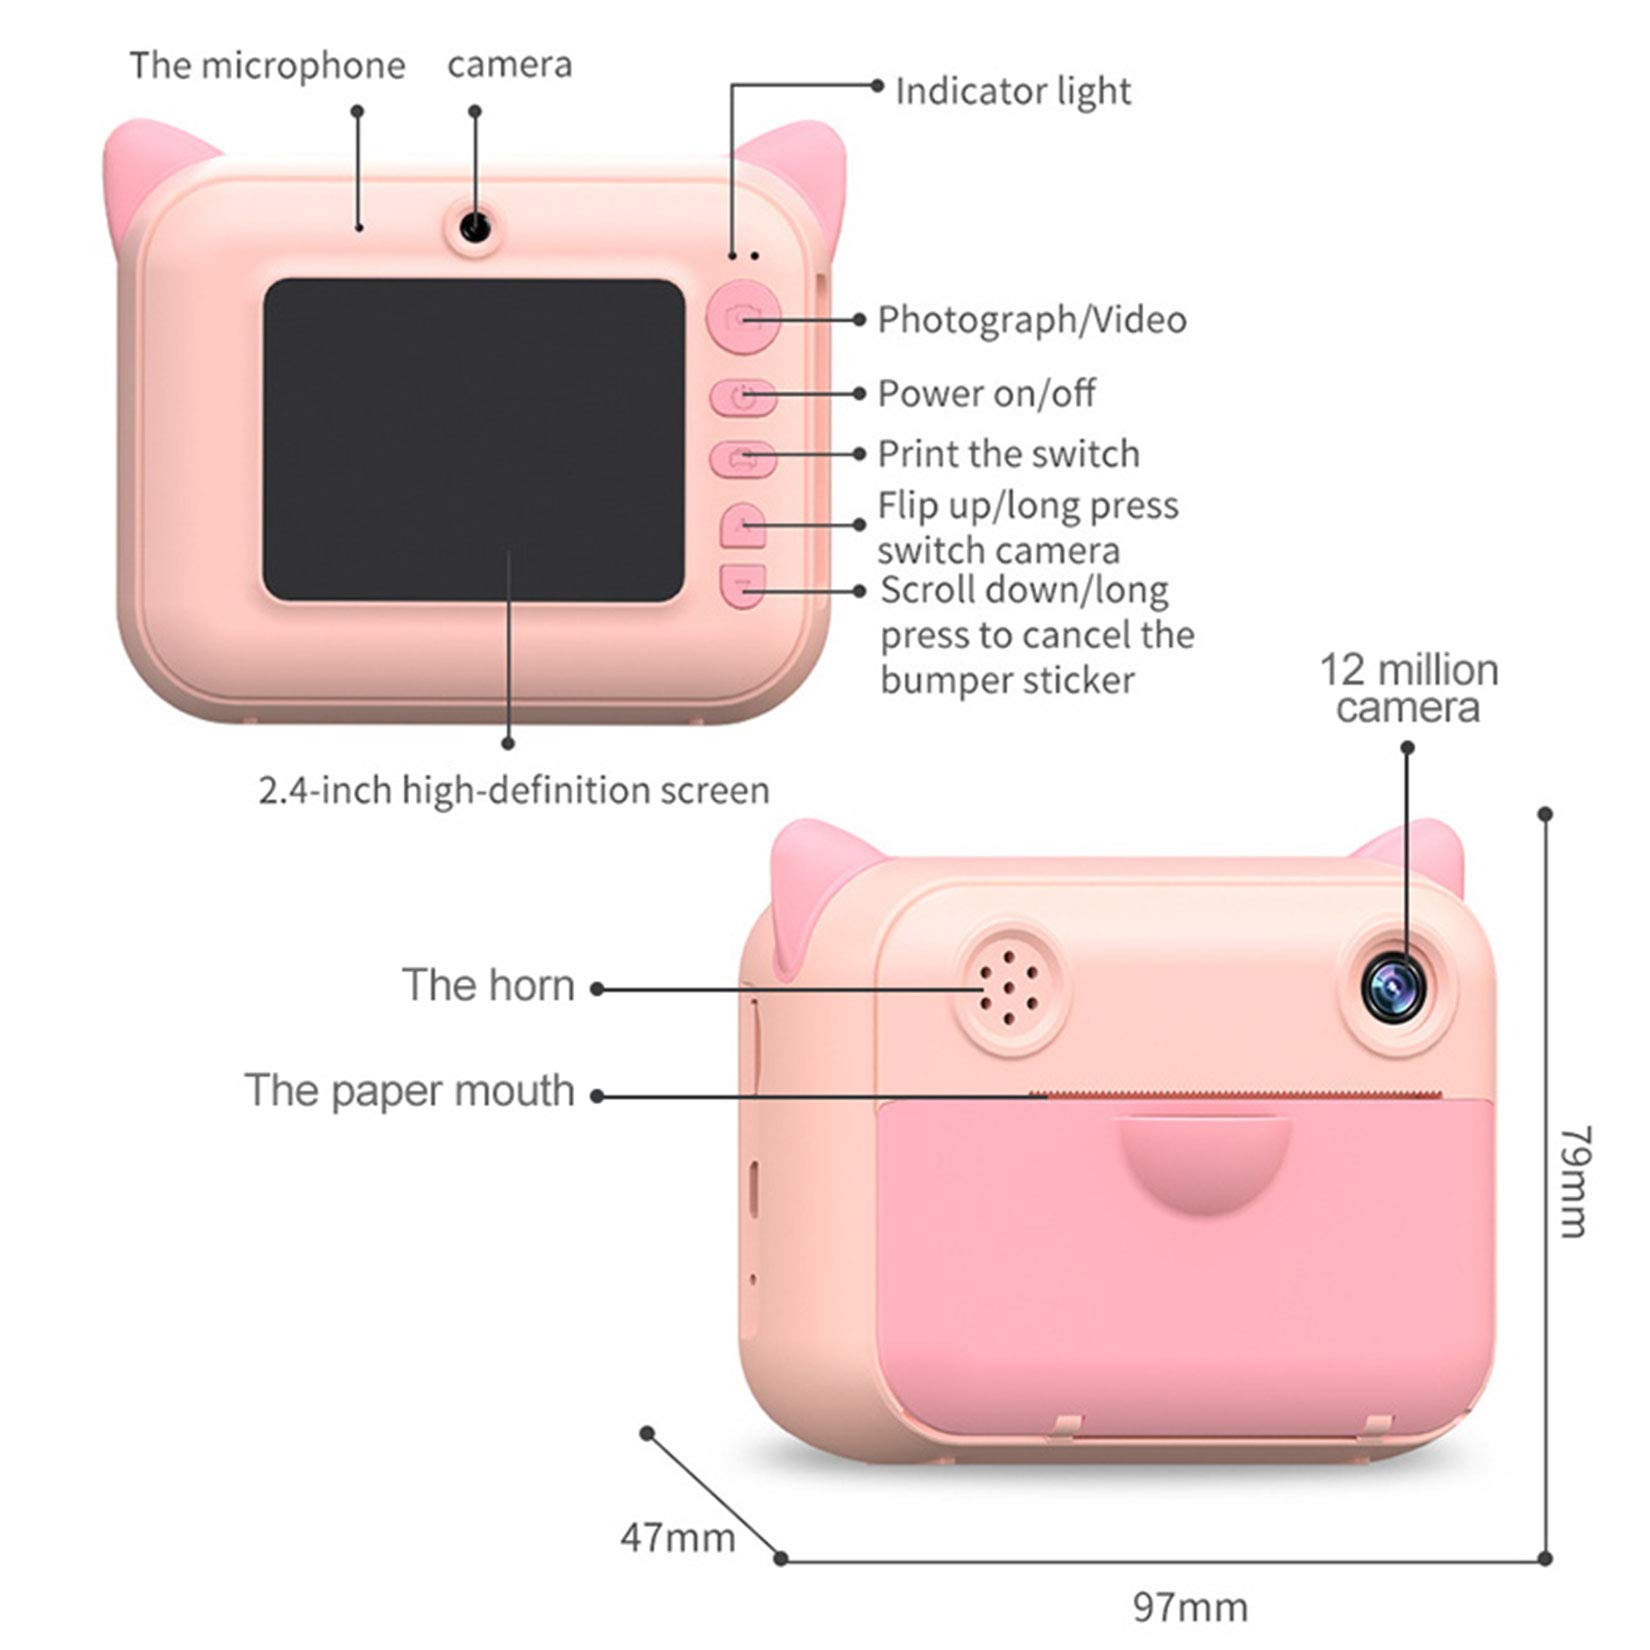 The microphone
camera
Indicator light
Photograph/Video
Power on/off
Print the switch
Flip up/long press
switch camera
Scroll down/long
press to cancel the
bumper sticker
2.4-inch high-definition screen
12 million
camera
The horn
The paper mouth
79mm
47mm
97mm